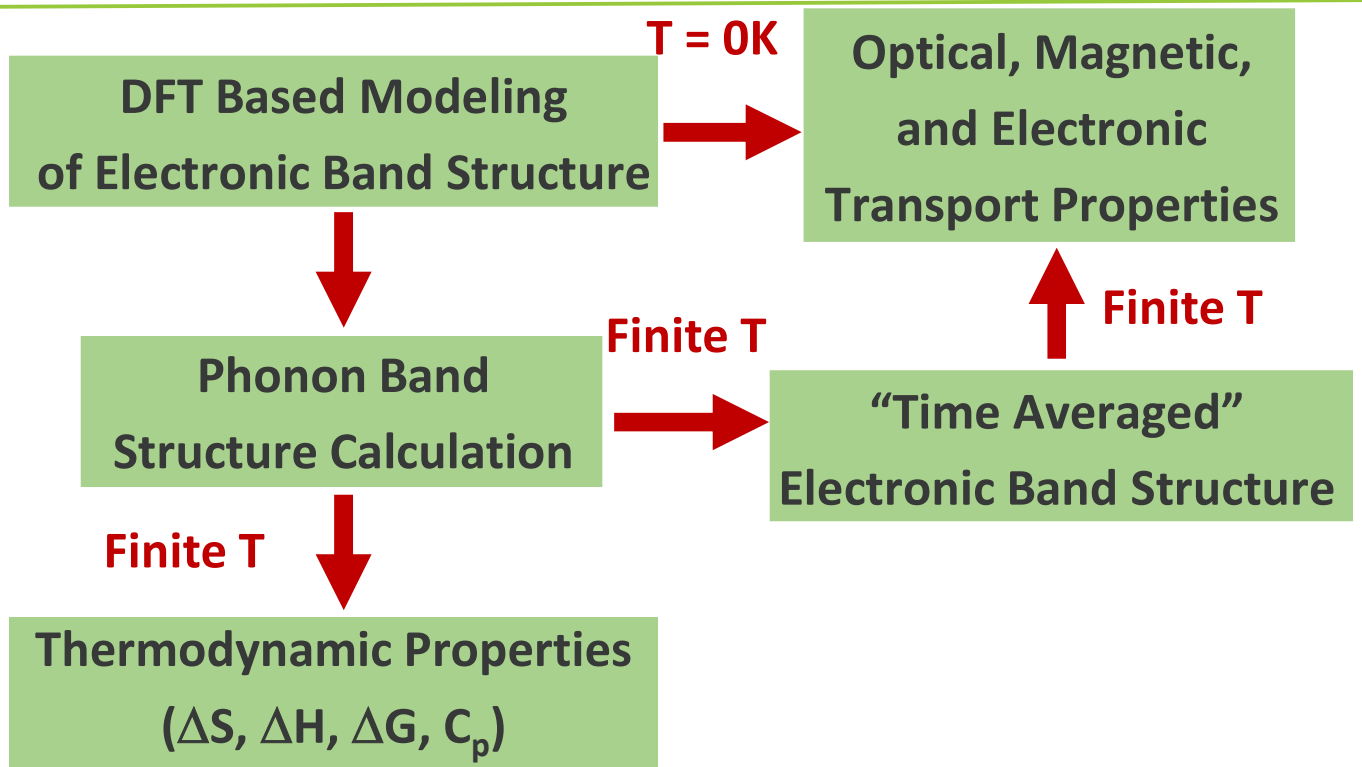 T = 0K
DFT Based Modeling
of Electronic Band Structure
Optical, Magnetic,
and Electronic
Transport Properties
Finite T
Phonon Band
Structure Calculation
Finite T
“Time Averaged”
Electronic Band Structure
Finite T
Thermodynamic Properties
(ΔS, ΔH, ΔG, Cₚ)